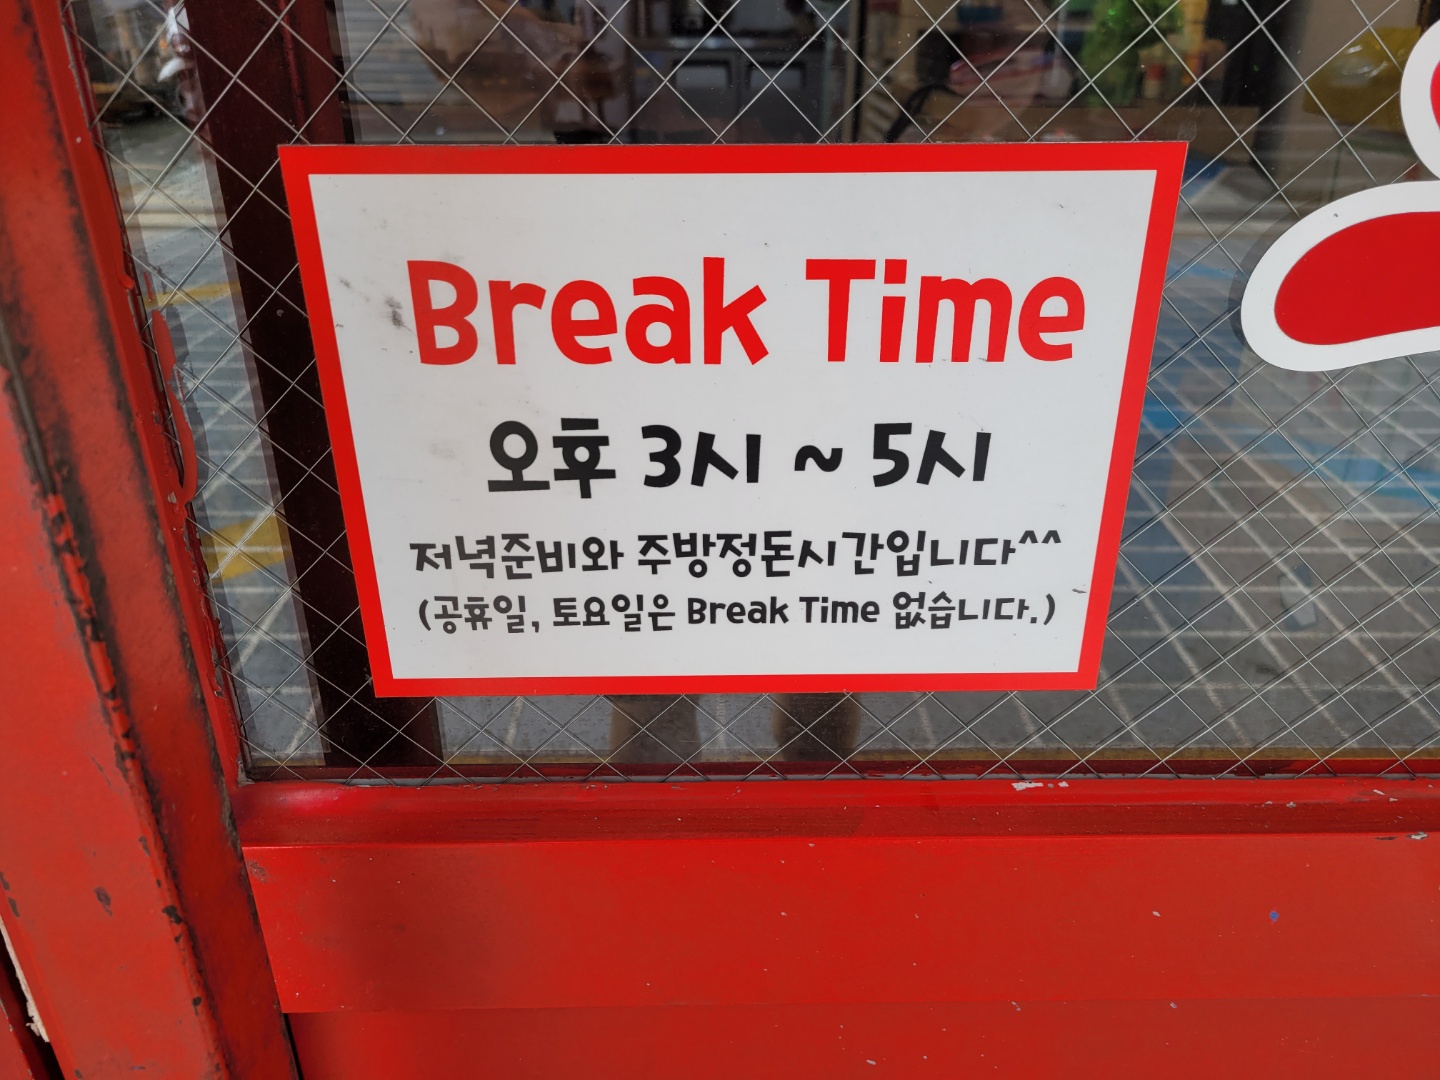 Break Time
오후 3시 ~ 5시
저녁준비와 주방정돈시간입니다^^
(공휴일, 토요일은 Break Time 없습니다.)